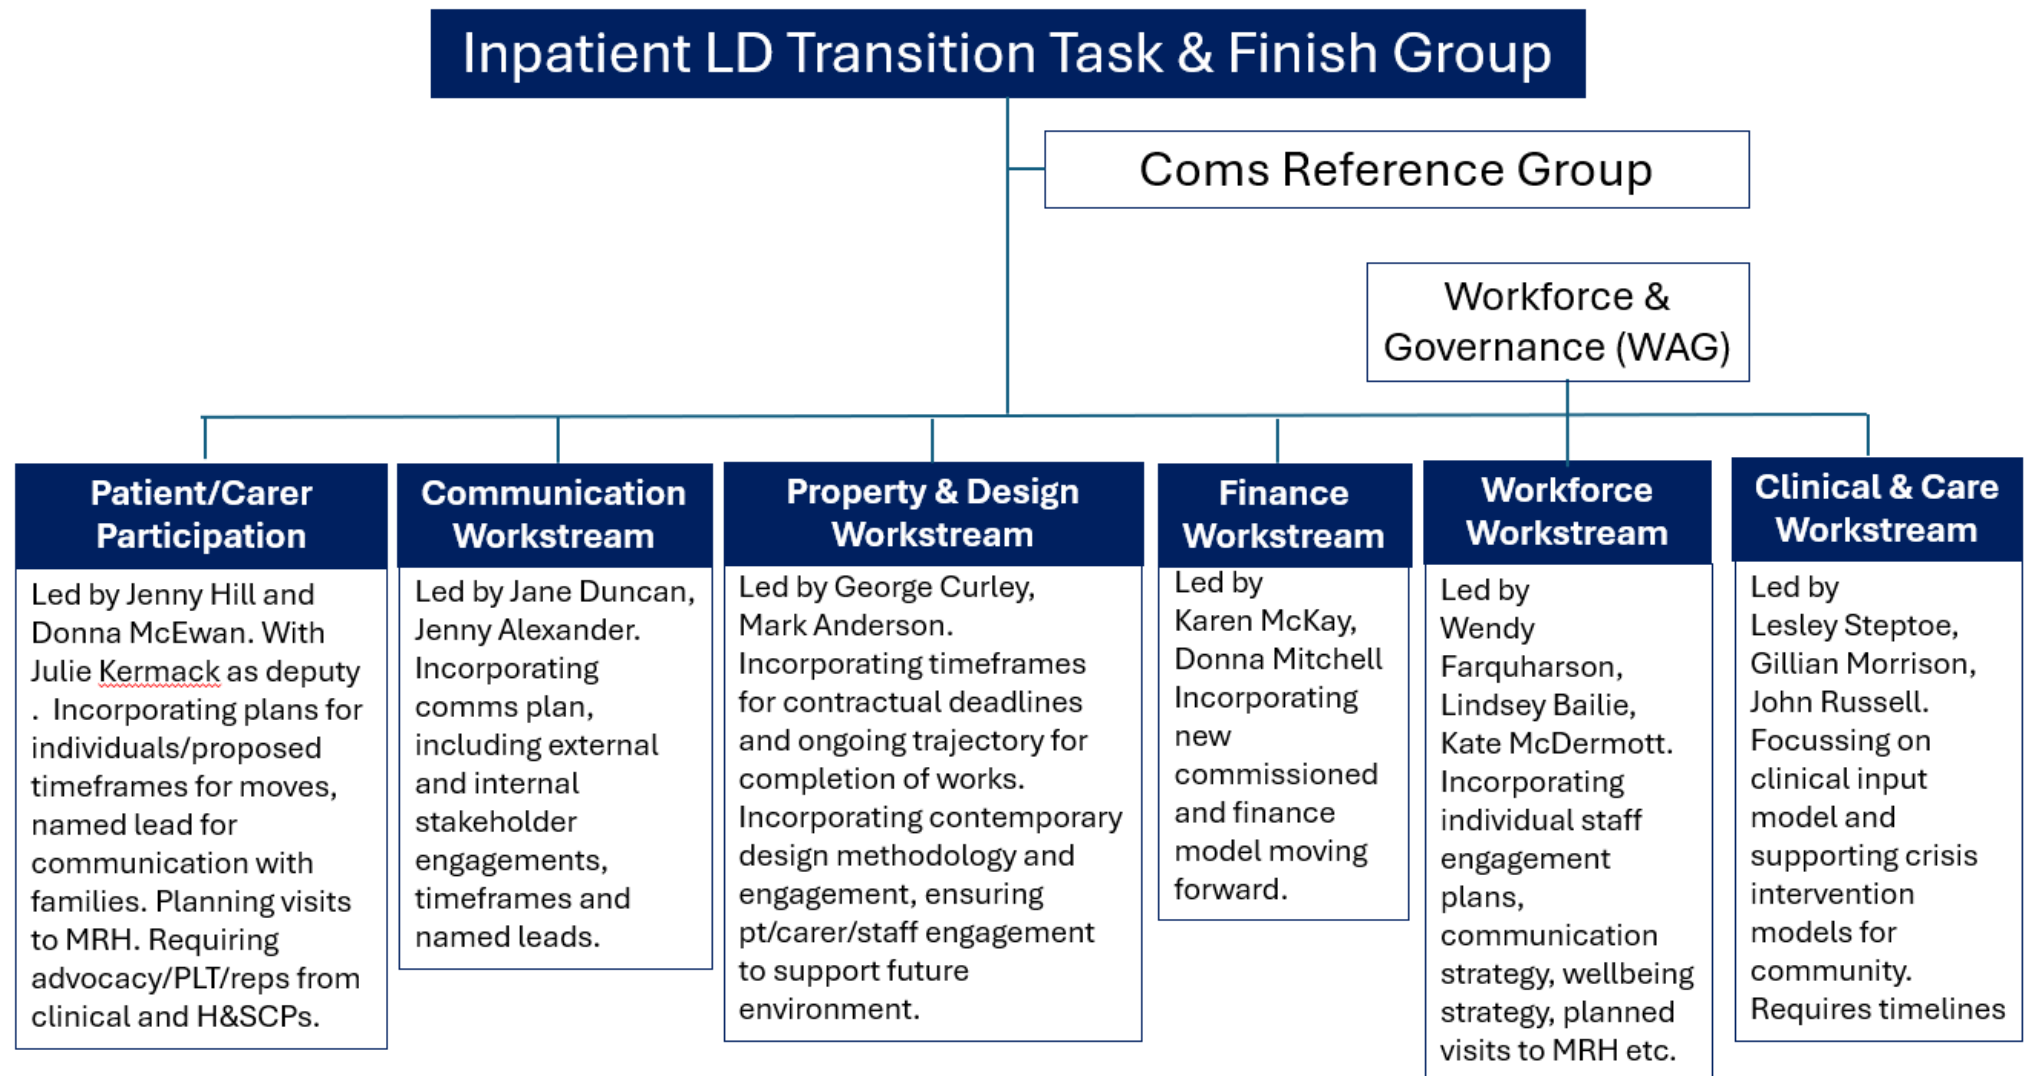 Inpatient LD Transition Task & Finish Group
Coms Reference Group
Workforce &
Governance (WAG)
Patient/Carer
Participation
Led by Jenny Hill and
Donna McEwan. With
Julie Kermack as deputy
.  Incorporating plans for
individuals/proposed
timeframes for moves,
named lead for
communication with
families. Planning visits
to MRH. Requiring
advocacy/PLT/reps from
clinical and H&SCPs.
Communication
Workstream
Led by Jane Duncan,
Jenny Alexander.
Incorporating
comms plan,
including external
and internal
stakeholder
engagements,
timeframes and
named leads.
Property & Design
Workstream
Led by George Curley,
Mark Anderson.
Incorporating timeframes
for contractual deadlines
and ongoing trajectory for
completion of works.
Incorporating contemporary
design methodology and
engagement, ensuring
pt/carer/staff engagement
to support future
environment.
Finance
Workstream
Led by
Karen McKay,
Donna Mitchell
Incorporating
new
commissioned
and finance
model moving
forward.
Workforce
Workstream
Led by
Wendy
Farquharson,
Lindsey Bailie,
Kate McDermott.
Incorporating
individual staff
engagement
plans,
communication
strategy, wellbeing
strategy, planned
visits to MRH etc.
Clinical & Care
Workstream
Led by
Lesley Steptoe,
Gillian Morrison,
John Russell.
Focussing on
clinical input
model and
supporting crisis
intervention
models for
community.
Requires timelines